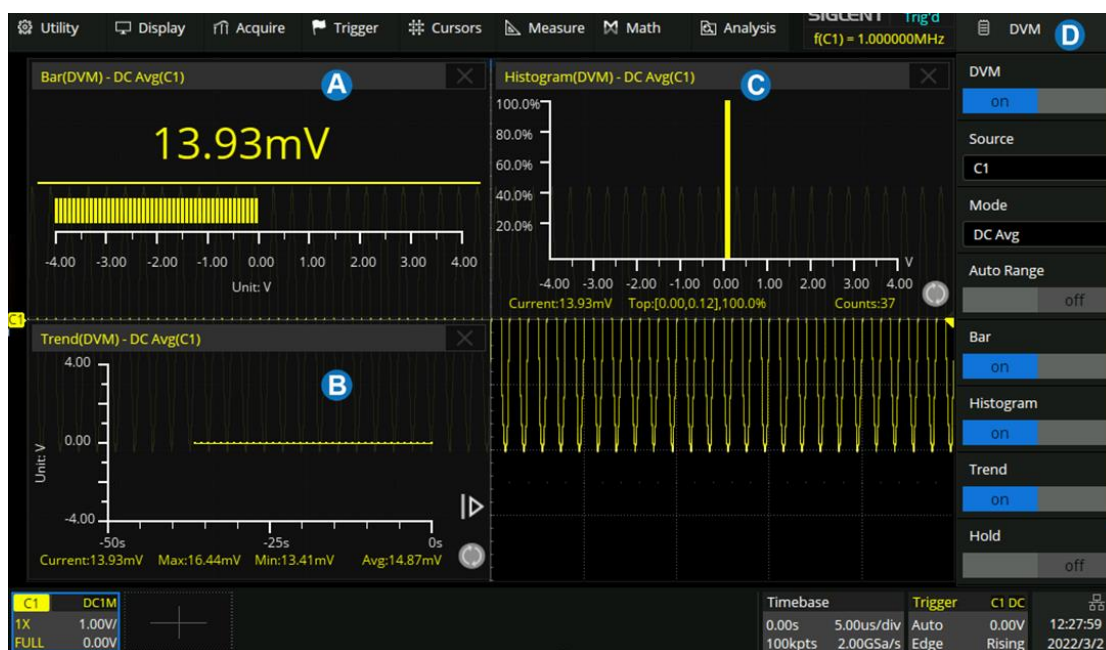 Utility Display Acquire Trigger Cursors Measure Math Analysis
SIGLENT Trig'd
f(C1) = 1.000000MHz
DVM D
Bar(DVM) - DC Avg(C1)
A
13.93mV
-4.00 -3.00 -2.00 -1.00 0.00 1.00 2.00 3.00 4.00
Unit: V
Histogram(DVM) - DC Avg(C1)
C
100.0%
80.0%
60.0%
40.0%
20.0%
V
-4.00 -3.00 -2.00 -1.00 0.00 1.00 2.00 3.00 4.00
Current:13.93mV Top:[0.00,0.12],100.0% Counts:37
C1
Trend(DVM) - DC Avg(C1)
B
4.00
0.00
-4.00
Unit: V
-50s -25s 0s
Current:13.93mV Max:16.44mV Min:13.41mV Avg:14.87mV
DVM
on
Source
C1
Mode
DC Avg
Auto Range
off
Bar
on
Histogram
on
Trend
on
Hold
off
C1 DC1M
1X 1.00V/
FULL 0.00V
Timebase
0.00s 5.00us/div
100kpts 2.00GSa/s
Trigger C1 DC
Auto 0.00V
Edge Rising
12:27:59
2022/3/2